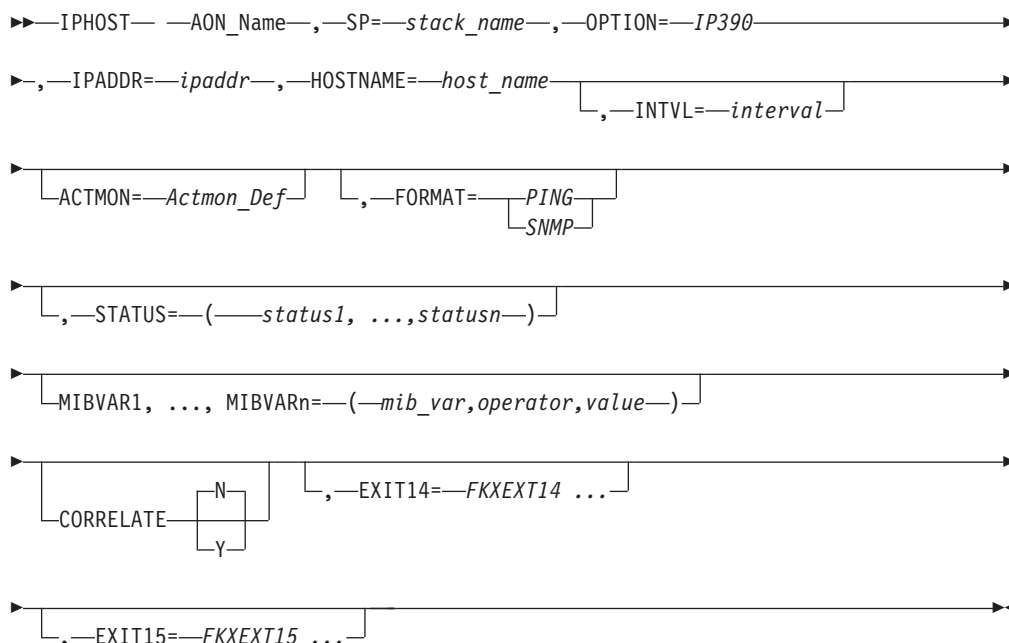 IPHOST AON_Name , SP= stack_name , OPTION= IP390
, IPADDR= ipaddr , HOSTNAME= host_name
, INTVL= interval
ACTMON= Actmon_Def , FORMAT= PING
SNMP
, STATUS= ( status1, ...,statusn )
MIBVAR1, ..., MIBVARn= ( mib_var,operator,value )
N , EXIT14= FKXEXT14 ...
CORRELATE
Y
, EXIT15= FKXEXT15 ...